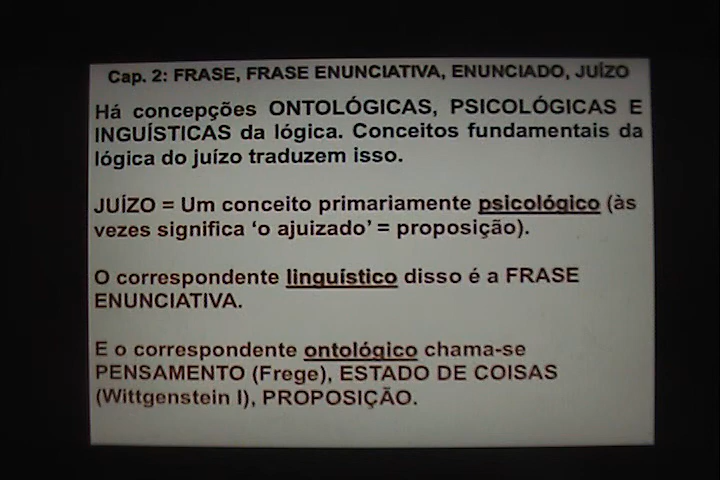 Cap. 2: FRASE, FRASE ENUNCIATIVA, ENUNCIADO, JUÍZO
Há concepções ONTOLÓGICAS, PSICOLÓGICAS E
INGUÍSTICAS da lógica. Conceitos fundamentais da
lógica do juízo traduzem isso.
JUÍZO = Um conceito primariamente psicológico (às
vezes significa ‘o ajuizado’ = proposição).
O correspondente linguístico disso é a FRASE
ENUNCIATIVA.
E o correspondente ontológico chama-se
PENSAMENTO (Frege), ESTADO DE COISAS
(Wittgenstein I), PROPOSIÇÃO.